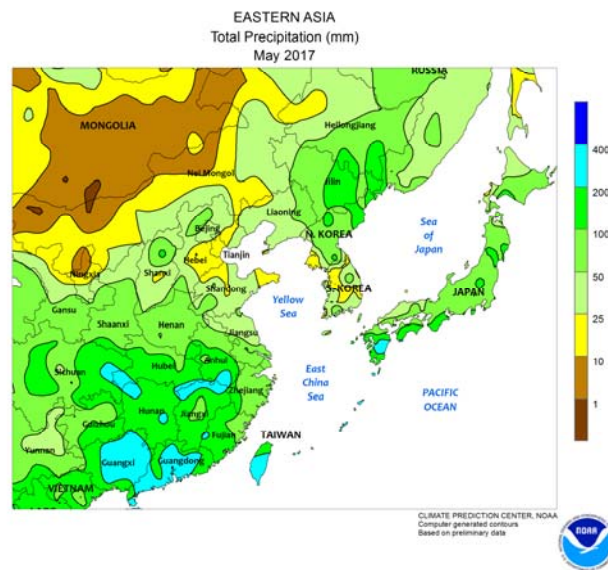 EASTERN ASIA
Total Precipitation (mm)
May 2017
RUSSIA
MONGOLIA
Heilongjiang
Nei Mongol
Jilin
Liaoning
Beijing
N. KOREA
Sea
of
Japan
Tianjin
Hebei
Ningxia
Shanxi
Shandong
S. KOREA
JAPAN
Yellow
Sea
Gansu
Shaanxi
Henan
Jiangsu
Sichuan
Hubei
Anhui
East
China
Sea
Zhejiang
PACIFIC
OCEAN
Hunan
Jiangxi
Guizhou
Fujian
TAIWAN
Yunnan
Guangxi
Guangdong
VIETNAM
400
200
100
50
25
10
1
CLIMATE PREDICTION CENTER, NOAA
Computer generated contours
Based on preliminary data
NOAA